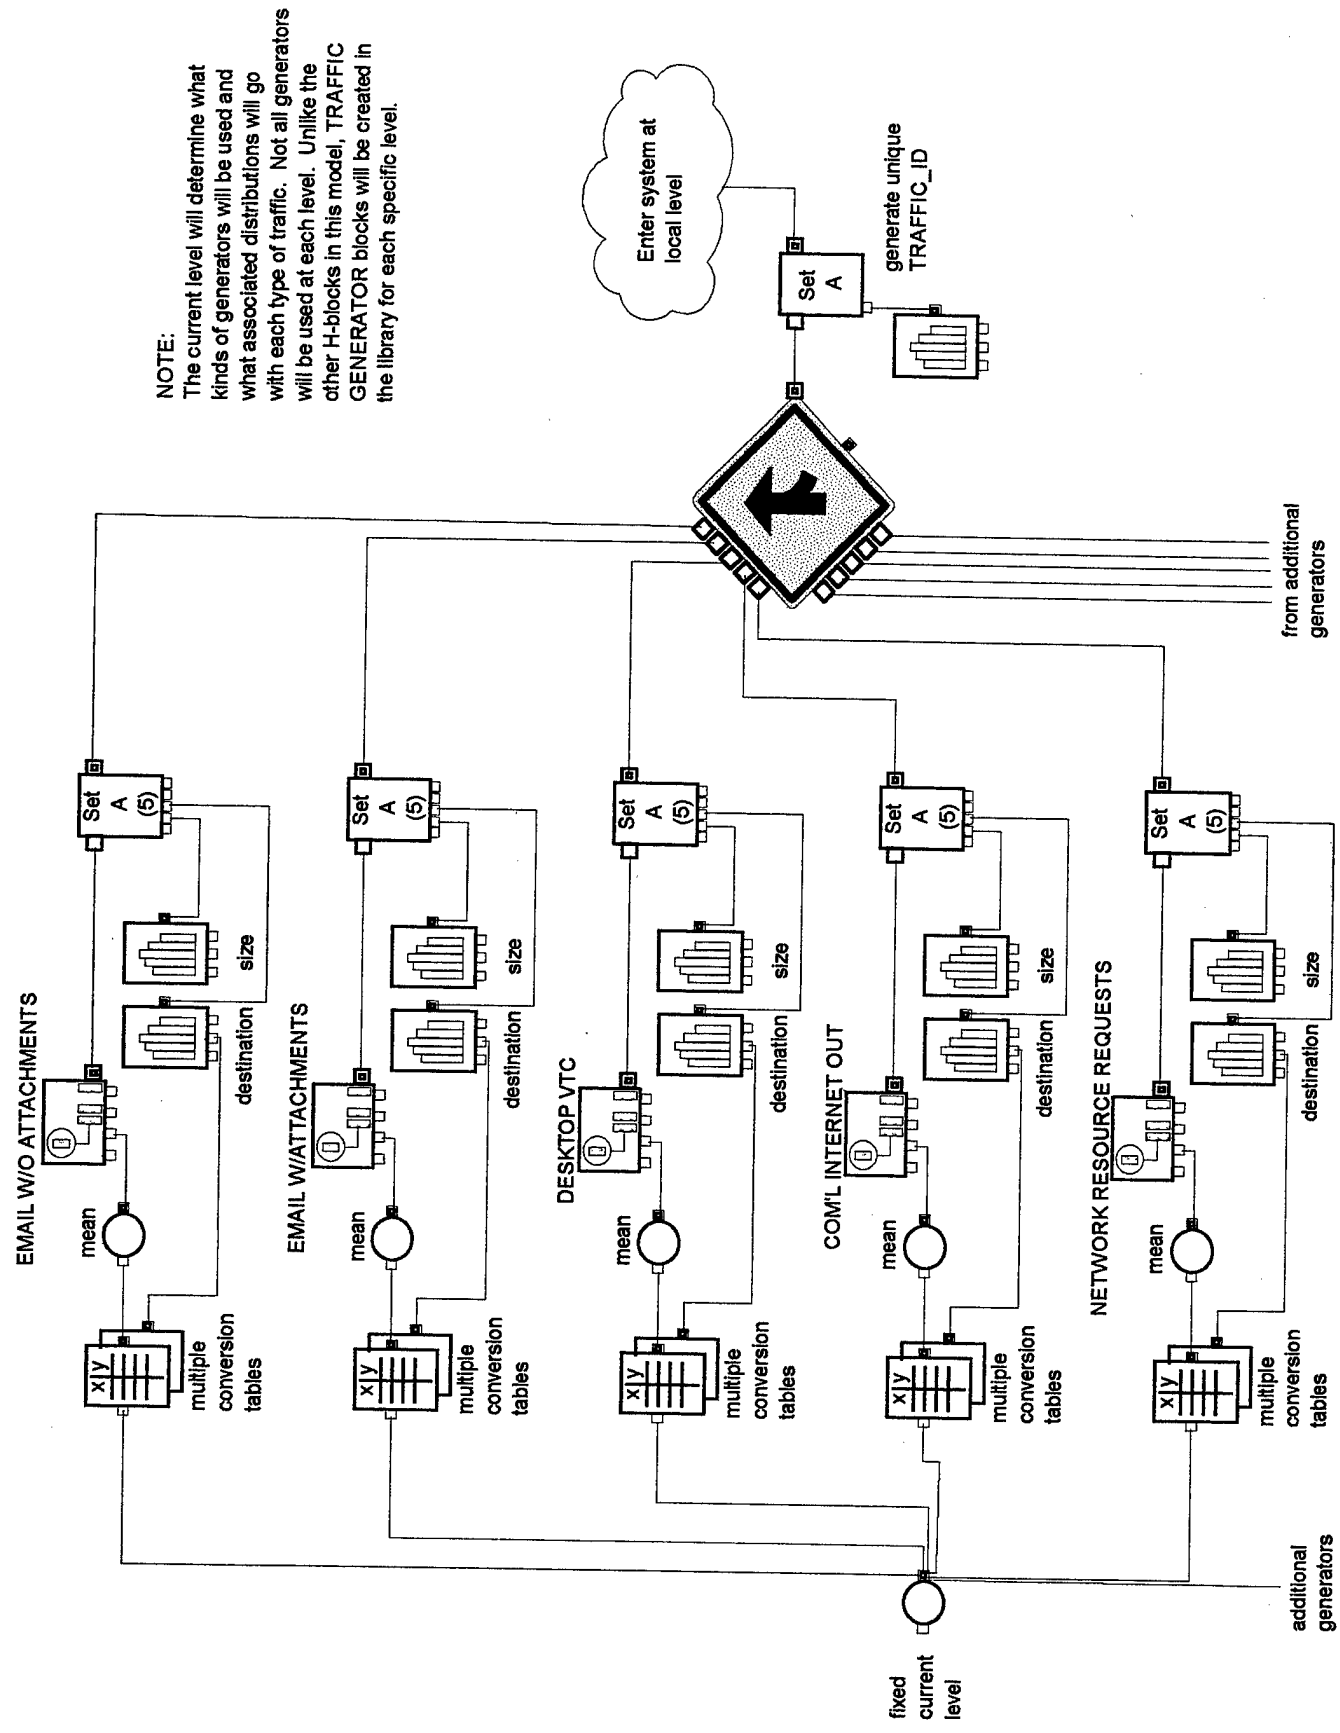 NOTE:
The current level will determine what
kinds of generators will be used and
what associated distributions will go
with each type of traffic. Not all generators
will be used at each level. Unlike the
other H-blocks in this model, TRAFFIC
GENERATOR blocks will be created in
the library for each specific level.
EMAIL W/O ATTACHMENTS
mean
x y
multiple
conversion
tables
destination
size
Set
A
(5)
EMAIL W/ATTACHMENTS
mean
x y
multiple
conversion
tables
destination
size
Set
A
(5)
DESKTOP VTC
mean
x y
multiple
conversion
tables
destination
size
Set
A
(5)
COM'L INTERNET OUT
mean
x y
multiple
conversion
tables
destination
size
Set
A
(5)
NETWORK RESOURCE REQUESTS
mean
x y
multiple
conversion
tables
destination
size
Set
A
(5)
fixed
current
level
additional
generators
from additional
generators
Set
A
generate unique
TRAFFIC_ID
Enter system at
local level